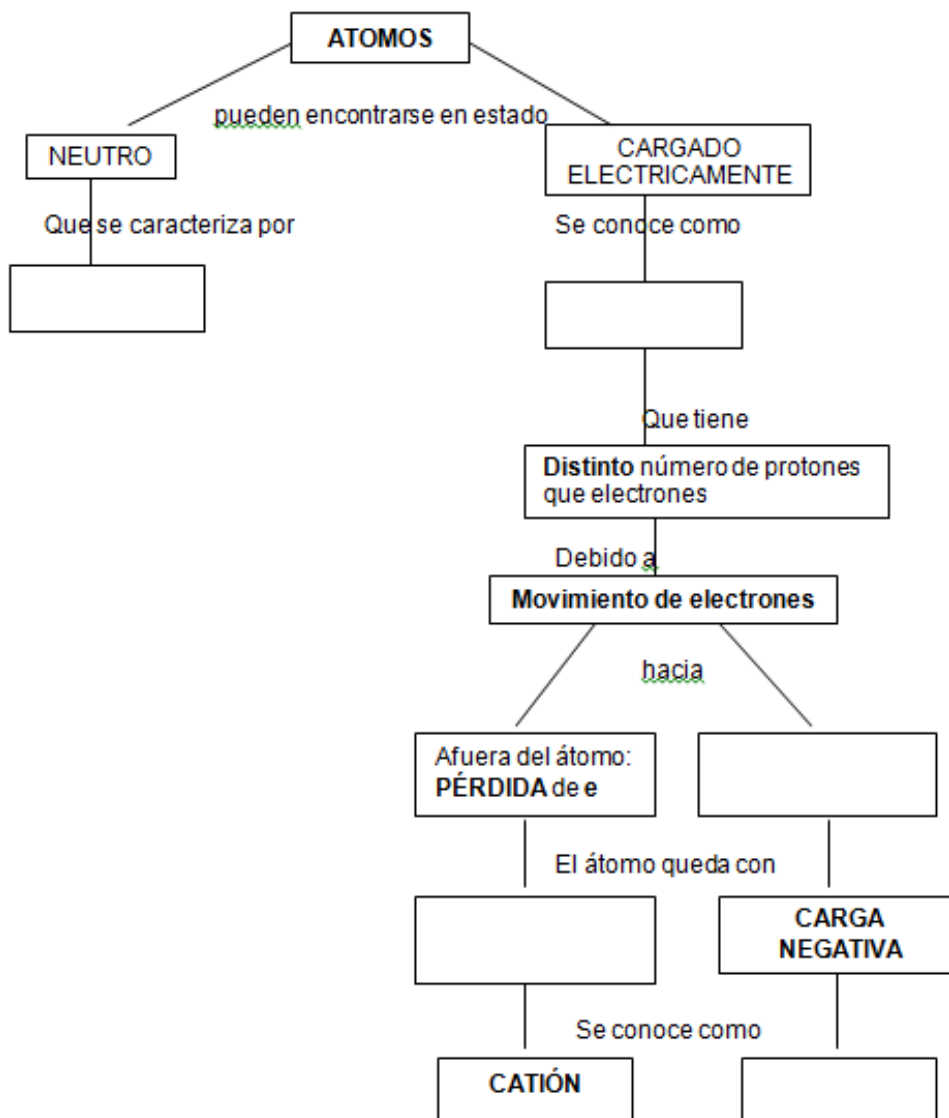 ATOMOS
pueden encontrarse en estado
NEUTRO
CARGADO
ELECTRICAMENTE
Que se caracteriza por
Se conoce como
Que tiene
Distinto número de protones
que electrones
Debido a
Movimiento de electrones
hacia
Afuera del átomo:
PÉRDIDA de e
El átomo queda con
CARGA
NEGATIVA
Se conoce como
CATIÓN